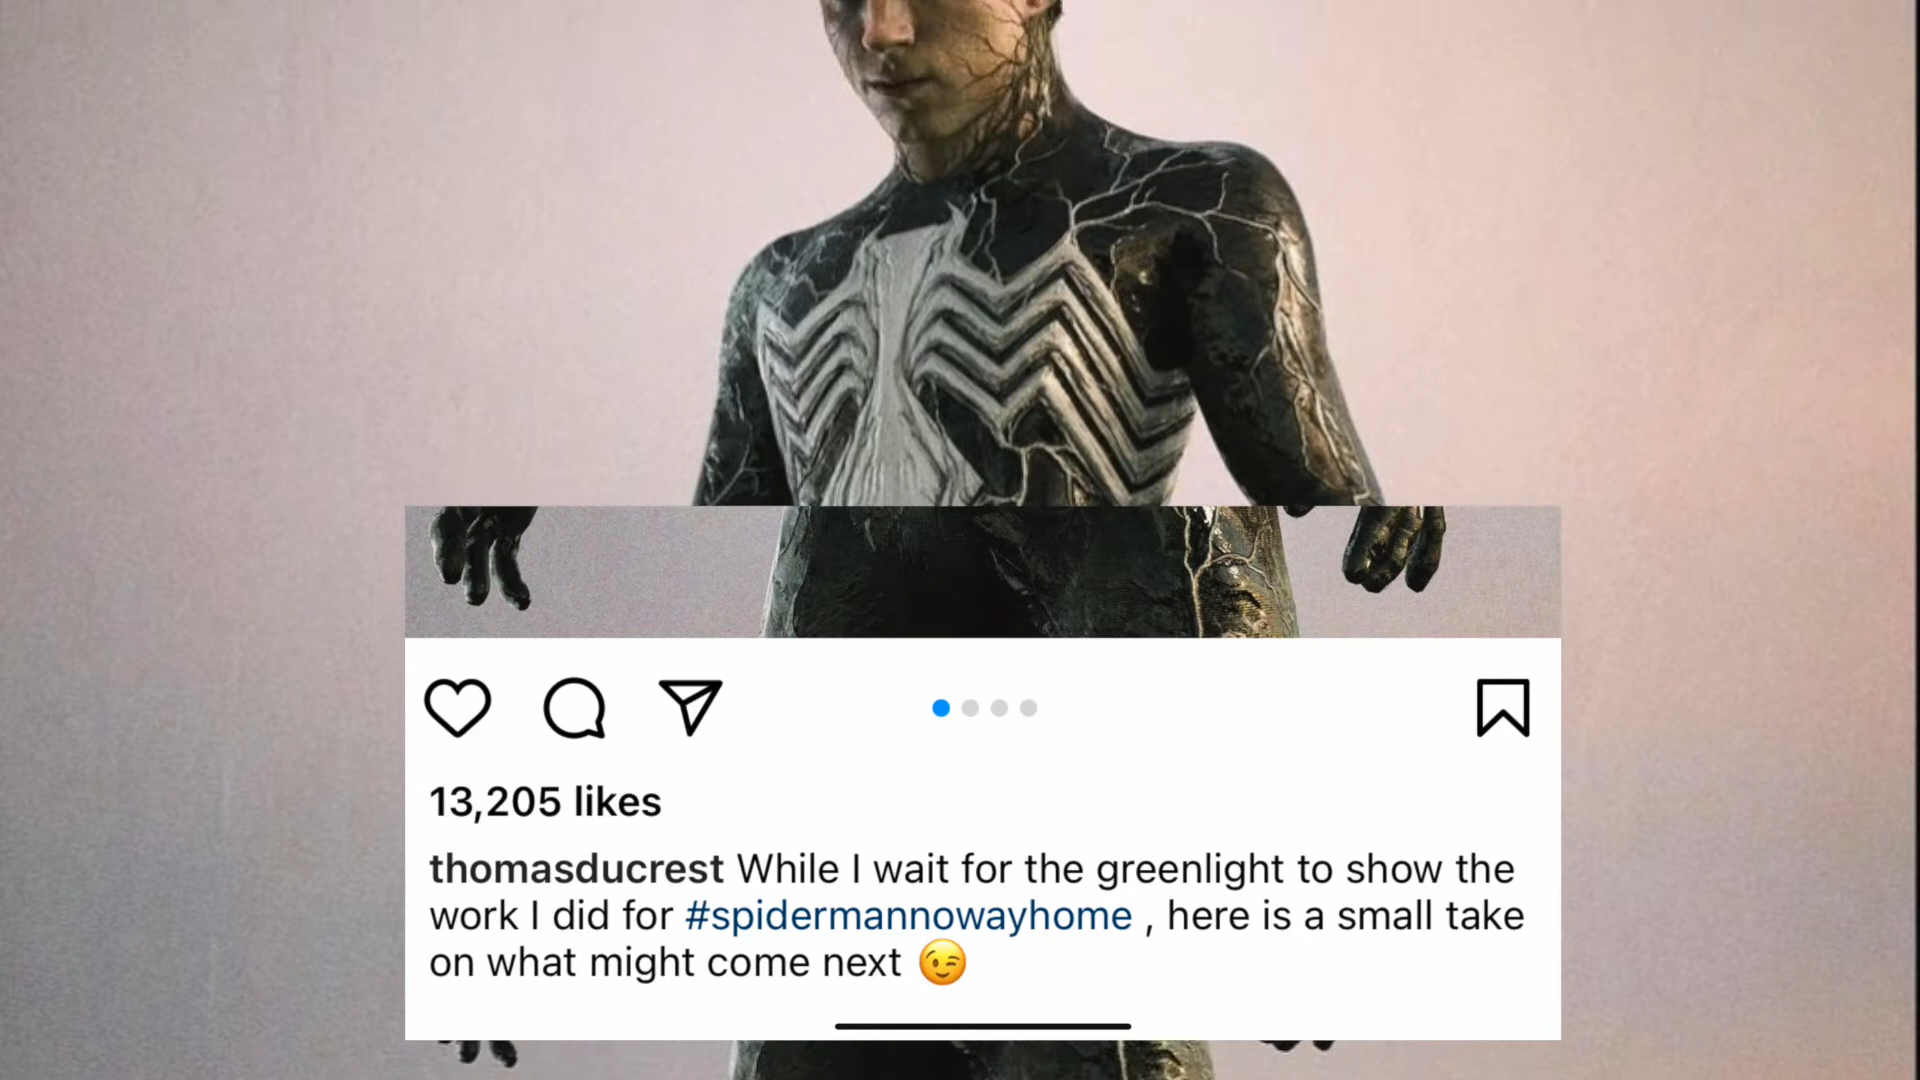 13,205 likes
thomasducrest While I wait for the greenlight to show the
work I did for #spidermannowayhome , here is a small take
on what might come next 😉